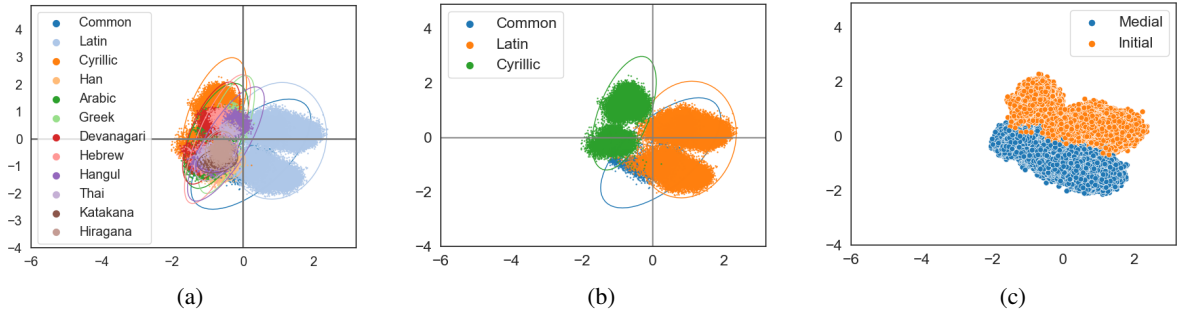 Common
Latin
Cyrillic
Han
Arabic
Greek
Devanagari
Hebrew
Hangul
Thai
Katakana
Hiragana
4
3
2
1
0
−1
−2
−3
−4
−6
−4
−2
0
2
(a)
Common
Latin
Cyrillic
4
2
0
−2
−4
−6
−4
−2
0
2
(b)
Medial
Initial
4
2
0
−2
−4
−6
−4
−2
0
2
(c)